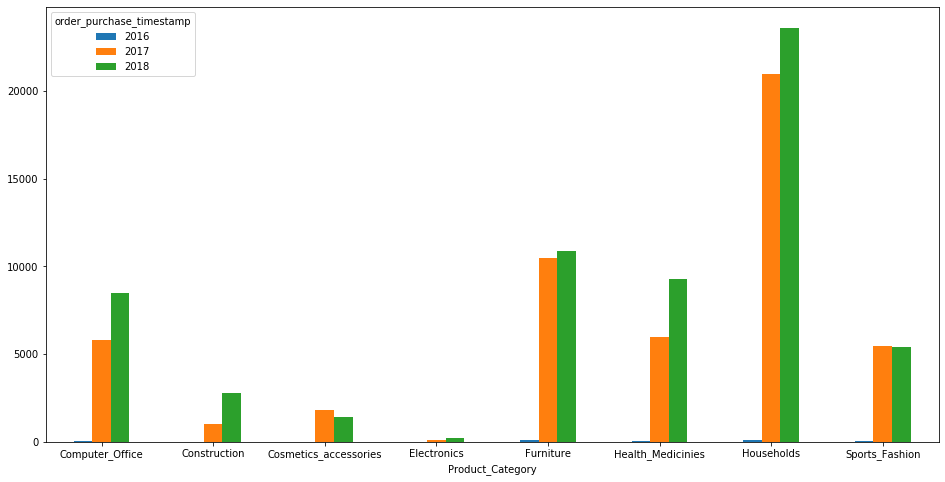 order_purchase_timestamp
2016
2017
2018
20000
15000
10000
5000
0
Computer_Office Construction Cosmetics_accessories Electronics Furniture Health_Medicinies Households Sports_Fashion
Product_Category